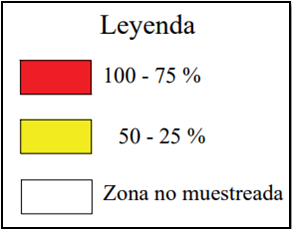 Leyenda
100 - 75 %
50 - 25 %
Zona no muestreada